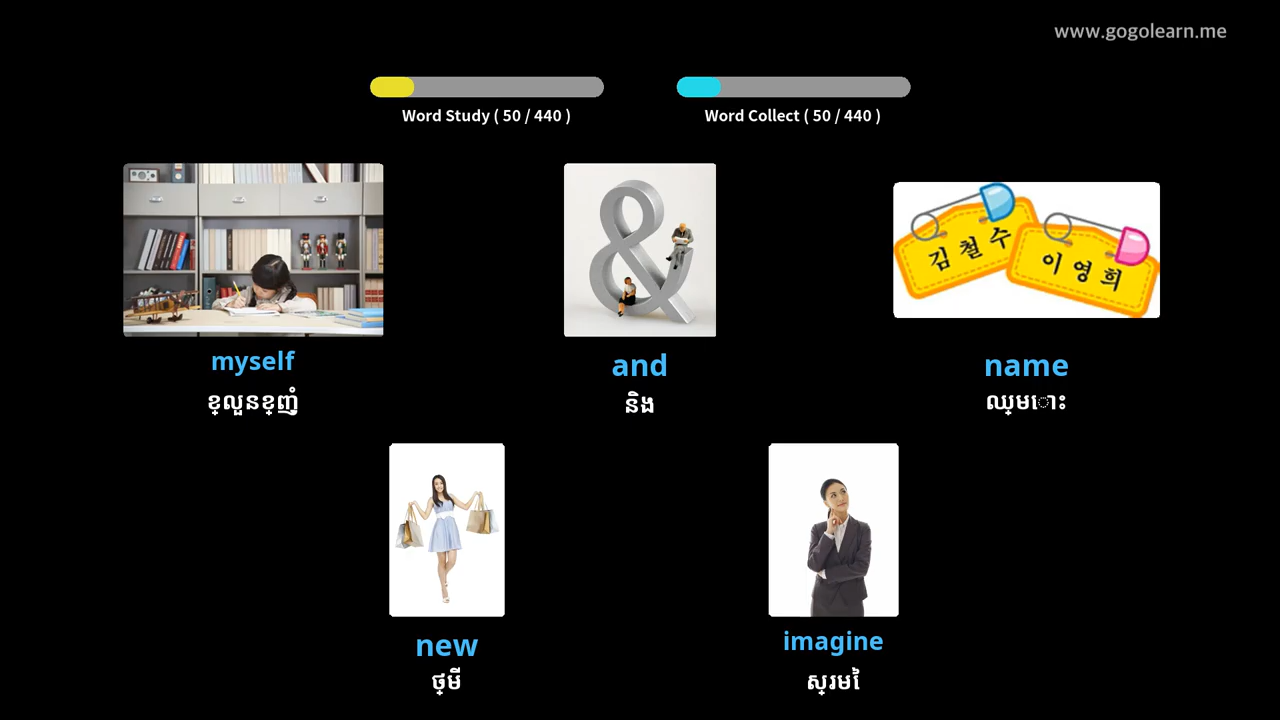 www.gogolearn.me
Word Study ( 50 / 440 )
Word Collect ( 50 / 440 )
김철수
이영희
myself
and
name
ខ្លួនខ្ញុំ
និង
ឈ្មោះ
new
imagine
ថ្មី
ស្រមៃ